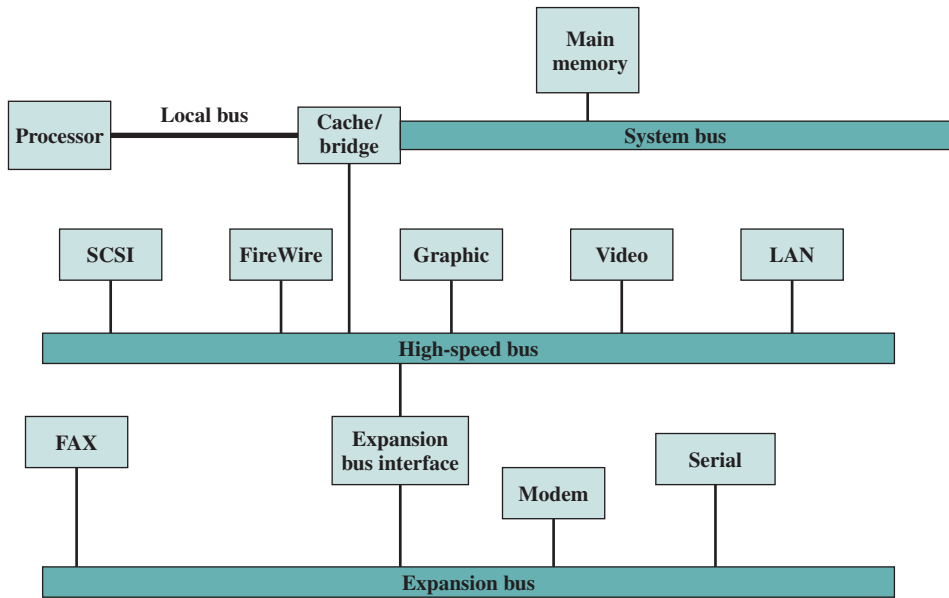 Main
memory
Local bus
Processor
Cache/
bridge
System bus
SCSI
FireWire
Graphic
Video
LAN
High-speed bus
FAX
Expansion
bus interface
Serial
Modem
Expansion bus